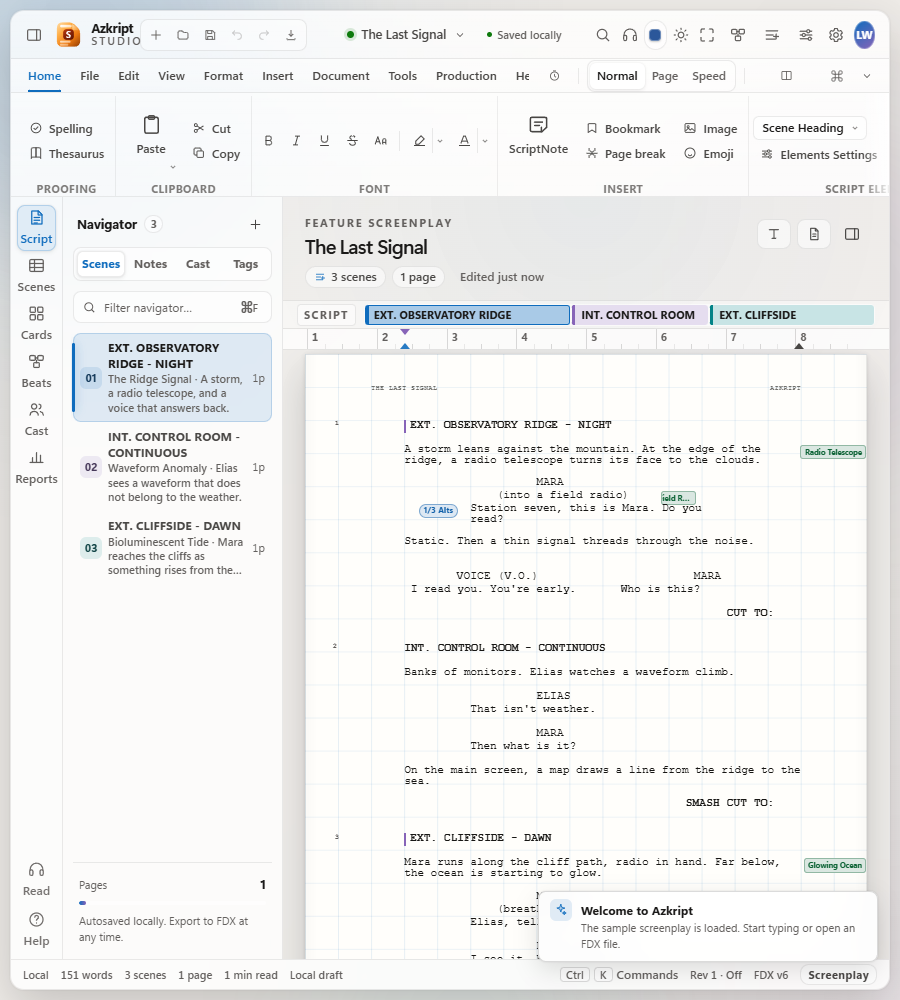 Azkript
STUDIO
The Last Signal
Saved locally
LW
Home File Edit View Format Insert Document Tools Production He
Normal Page Speed
Spelling
Thesaurus
PROOFING
Paste
Cut
Copy
CLIPBOARD
FONT
ScriptNote
Bookmark
Page break
Image
Emoji
INSERT
Scene Heading
Elements Settings
SCRIPT ELE
Script
Scenes
Cards
Beats
Cast
Reports
Read
Help
Navigator 3
Scenes Notes Cast Tags
Filter navigator... ⌘F
01
EXT. OBSERVATORY
RIDGE - NIGHT
The Ridge Signal · A storm,
a radio telescope, and a
voice that answers back.
1p
02
INT. CONTROL ROOM -
CONTINUOUS
Waveform Anomaly · Elias
sees a waveform that does
not belong to the weather.
1p
03
EXT. CLIFFSIDE - DAWN
Bioluminescent Tide · Mara
reaches the cliffs as
something rises from the...
1p
Pages 1
Autosaved locally. Export to FDX at
any time.
FEATURE SCREENPLAY
The Last Signal
3 scenes 1 page Edited just now
SCRIPT EXT. OBSERVATORY RIDGE INT. CONTROL ROOM EXT. CLIFFSIDE
1 2 3 4 5 6 7 8
THE LAST SIGNAL AZKRIPT
1 EXT. OBSERVATORY RIDGE - NIGHT
A storm leans against the mountain. At the edge of the
ridge, a radio telescope turns its face to the clouds.
Radio Telescope
MARA
(into a field radio)
ield R...
1/3 Alts
Station seven, this is Mara. Do you
read?
Static. Then a thin signal threads through the noise.
VOICE (V.O.) MARA
I read you. You're early. Who is this?
CUT TO:
2 INT. CONTROL ROOM - CONTINUOUS
Banks of monitors. Elias watches a waveform climb.
ELIAS
That isn't weather.
MARA
Then what is it?
On the main screen, a map draws a line from the ridge to the
sea.
SMASH CUT TO:
3 EXT. CLIFFSIDE - DAWN
Mara runs along the cliff path, radio in hand. Far below,
the ocean is starting to glow.
Glowing Ocean
(breat
Elias, tel
Welcome to Azkript
The sample screenplay is loaded. Start typing or open an
FDX file.
Local 151 words 3 scenes 1 page 1 min read Local draft
Ctrl K Commands Rev 1 · Off FDX v6 Screenplay